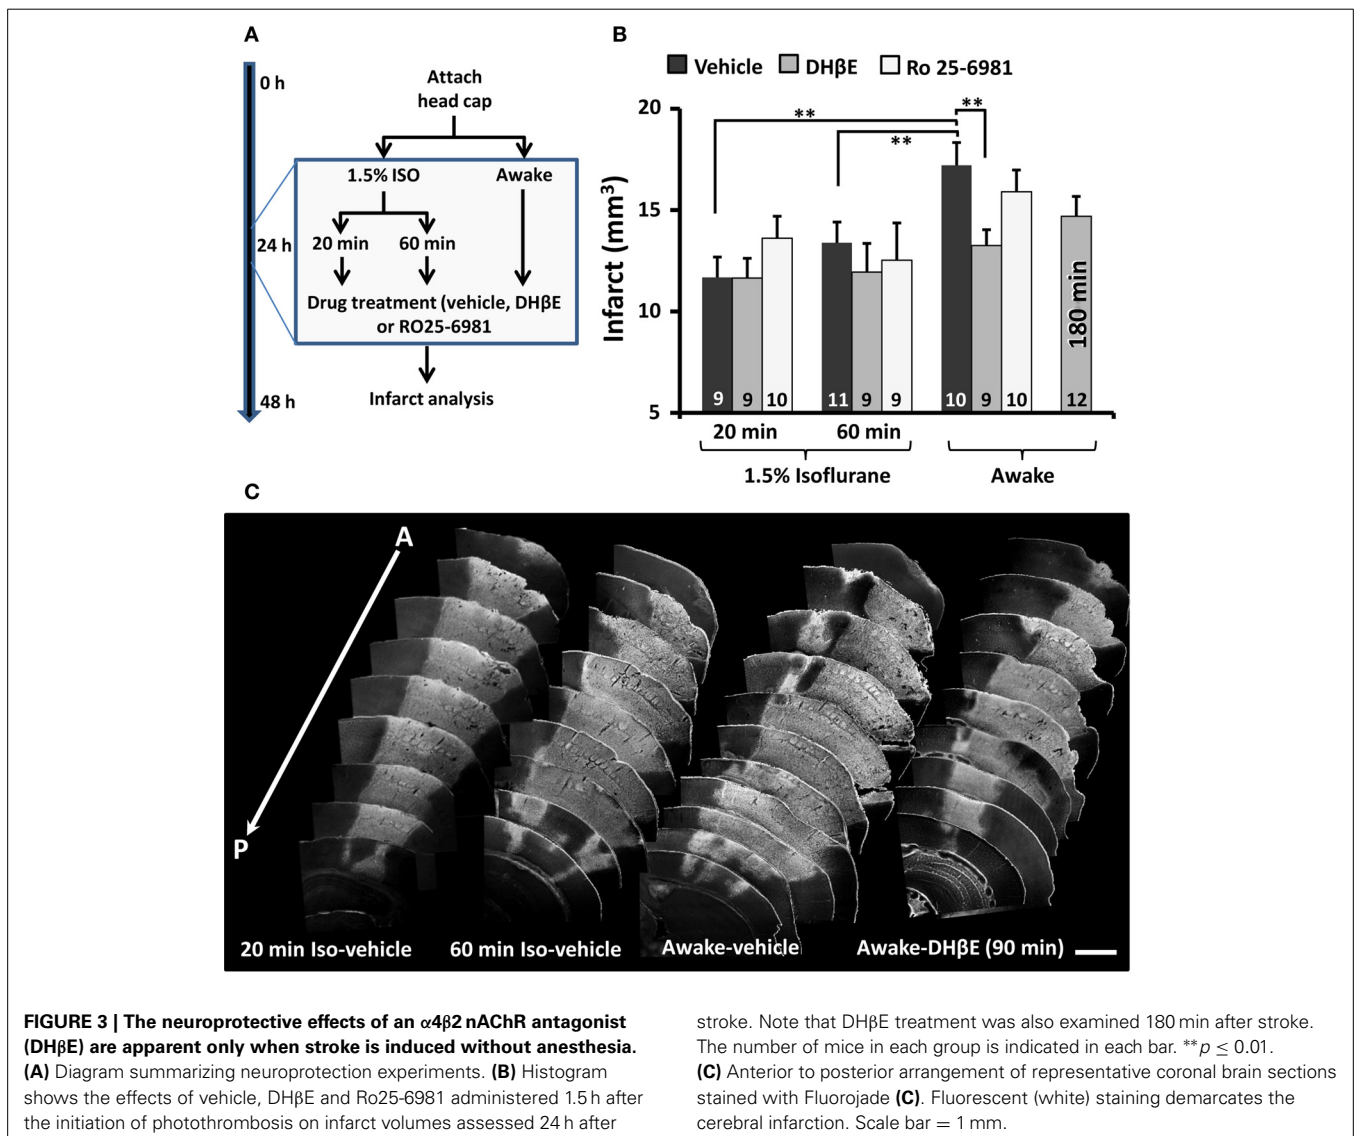 A
0 h
Attach
head cap
1.5% ISO
Awake
20 min
60 min
24 h
Drug treatment (vehicle, DHβE
or RO25-6981
48 h
Infarct analysis
B
Vehicle
DHβE
Ro 25-6981
Infarct (mm³)
20
15
10
5
**
**
**
9
9
10
11
9
9
10
9
10
12
180 min
20 min
60 min
1.5% Isoflurane
Awake
C
A
P
20 min Iso-vehicle
60 min Iso-vehicle
Awake-vehicle
Awake-DHβE (90 min)
FIGURE 3 | The neuroprotective effects of an α4β2 nAChR antagonist
(DHβE) are apparent only when stroke is induced without anesthesia.
(A) Diagram summarizing neuroprotection experiments. (B) Histogram
shows the effects of vehicle, DHβE and Ro25-6981 administered 1.5 h after
the initiation of photothrombosis on infarct volumes assessed 24 h after
stroke. Note that DHβE treatment was also examined 180 min after stroke.
The number of mice in each group is indicated in each bar. **p ≤ 0.01.
(C) Anterior to posterior arrangement of representative coronal brain sections
stained with Fluorojade (C). Fluorescent (white) staining demarcates the
cerebral infarction. Scale bar = 1 mm.